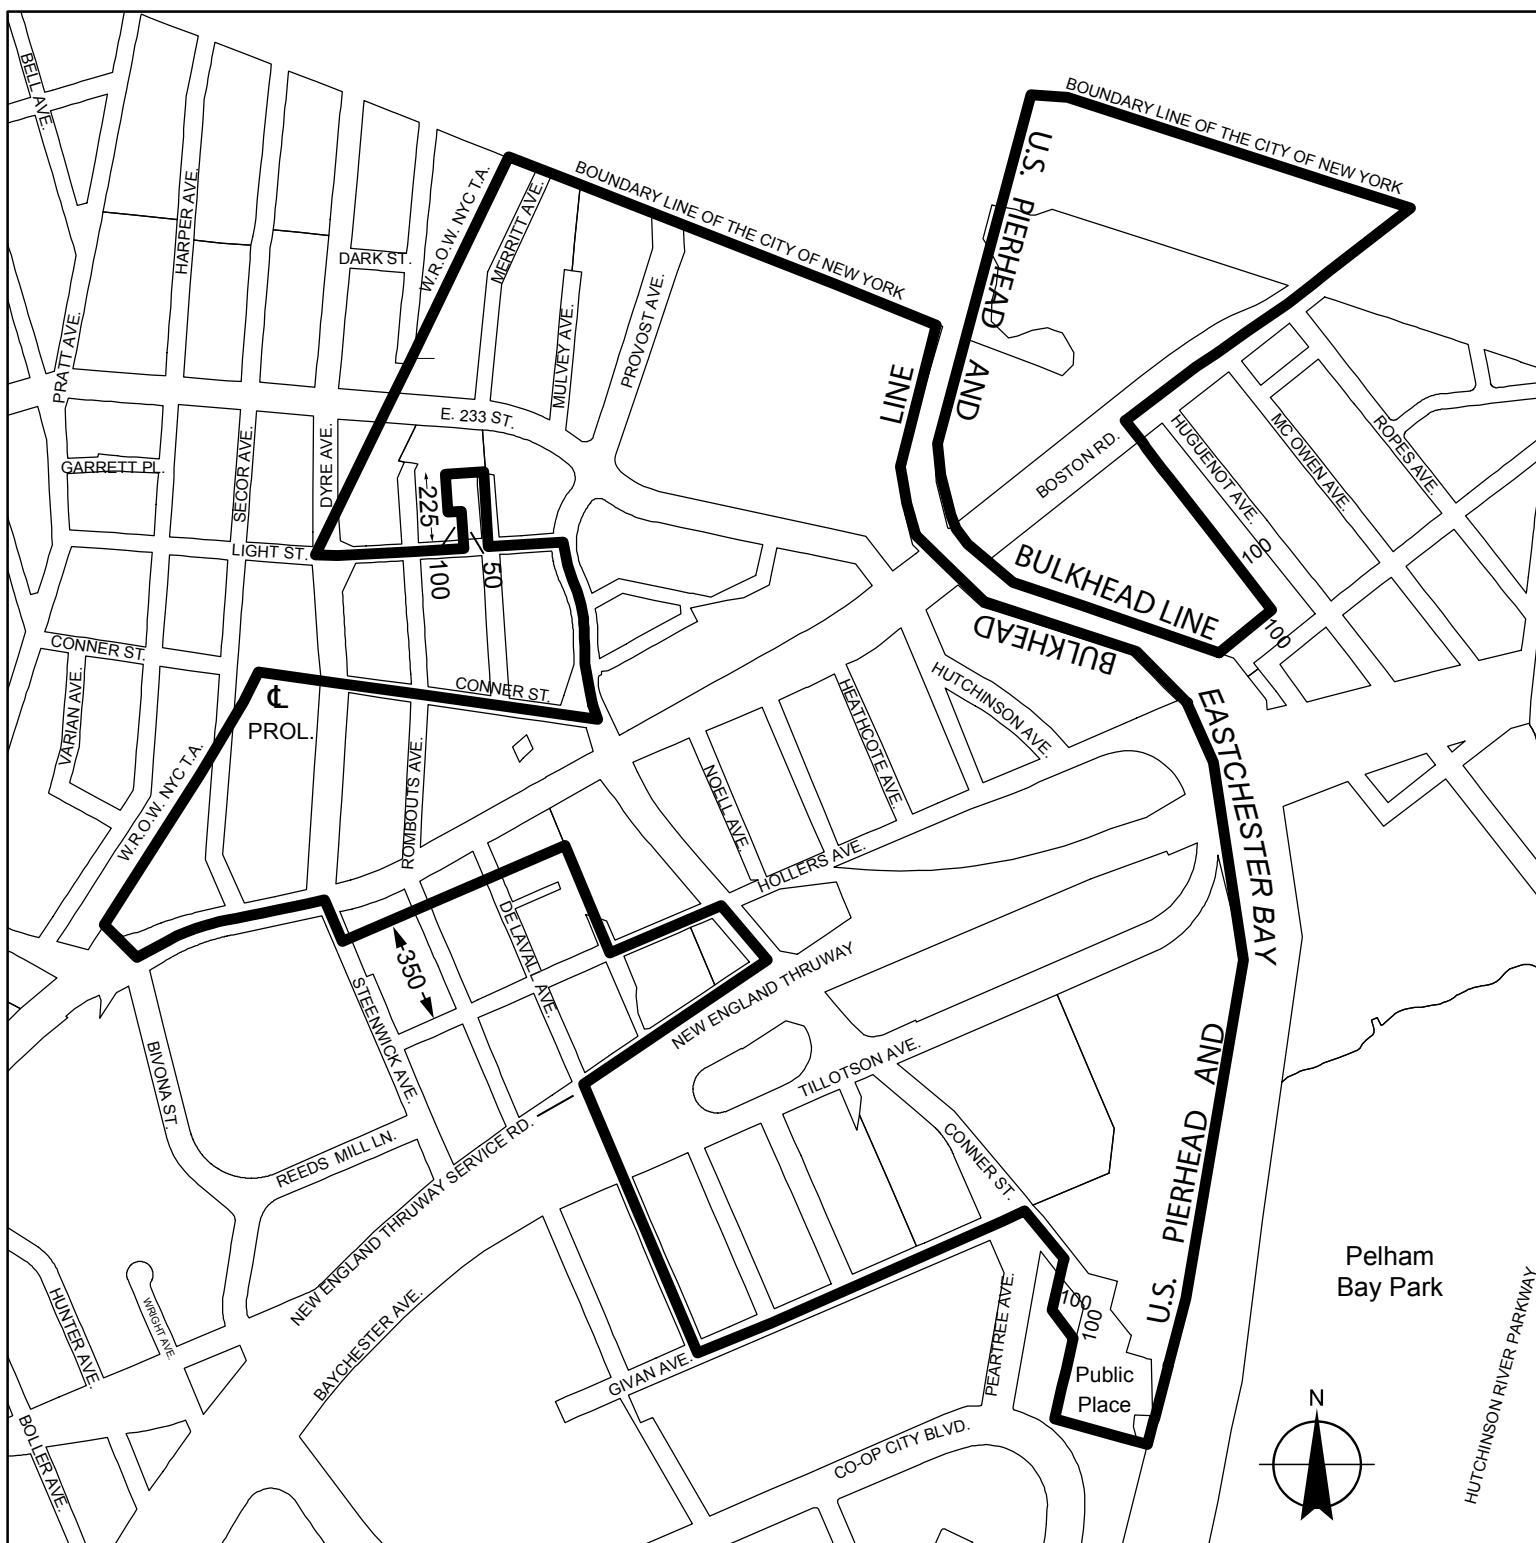 BELL AVE.
BOUNDARY LINE OF THE CITY OF NEW YORK
BOUNDARY LINE OF THE CITY OF NEW YORK
U.S. PIERHEAD AND
BULKHEAD LINE
HARPER AVE.
W.R.O.W. NYC T.A.
MERRITT AVE.
DARK ST.
PRATT AVE.
MULVEY AVE.
PROVOST AVE.
LINE
E. 233 ST.
GARRETT PL.
SECOR AVE.
DYRE AVE.
225
BOSTON RD.
HUGUENOT AVE.
MC OWEN AVE.
ROPES AVE.
LIGHT ST.
100
50
100
100
BULKHEAD
CONNER ST.
VARIAN AVE.
CONNER ST.
HUTCHINSON AVE.
HEATHCOTE AVE.
EASTCHESTER BAY
℄
PROL.
W.R.O.W. NYC T.A.
ROMBOUTS AVE.
NOELL AVE.
HOLLERS AVE.
DELAVAL AVE.
350
STEENWICK AVE.
NEW ENGLAND THRUWAY
BIVONA ST.
TILLOTSON AVE.
U.S. PIERHEAD AND
REEDS MILL LN.
CONNER ST.
NEW ENGLAND THRUWAY SERVICE RD.
Pelham
Bay Park
HUNTER AVE.
WRIGHT AVE.
BAYCHESTER AVE.
100
100
PEARTREE AVE.
GIVAN AVE.
Public
Place
BOLLER AVE.
CO-OP CITY BLVD.
N
HUTCHINSON RIVER PARKWAY